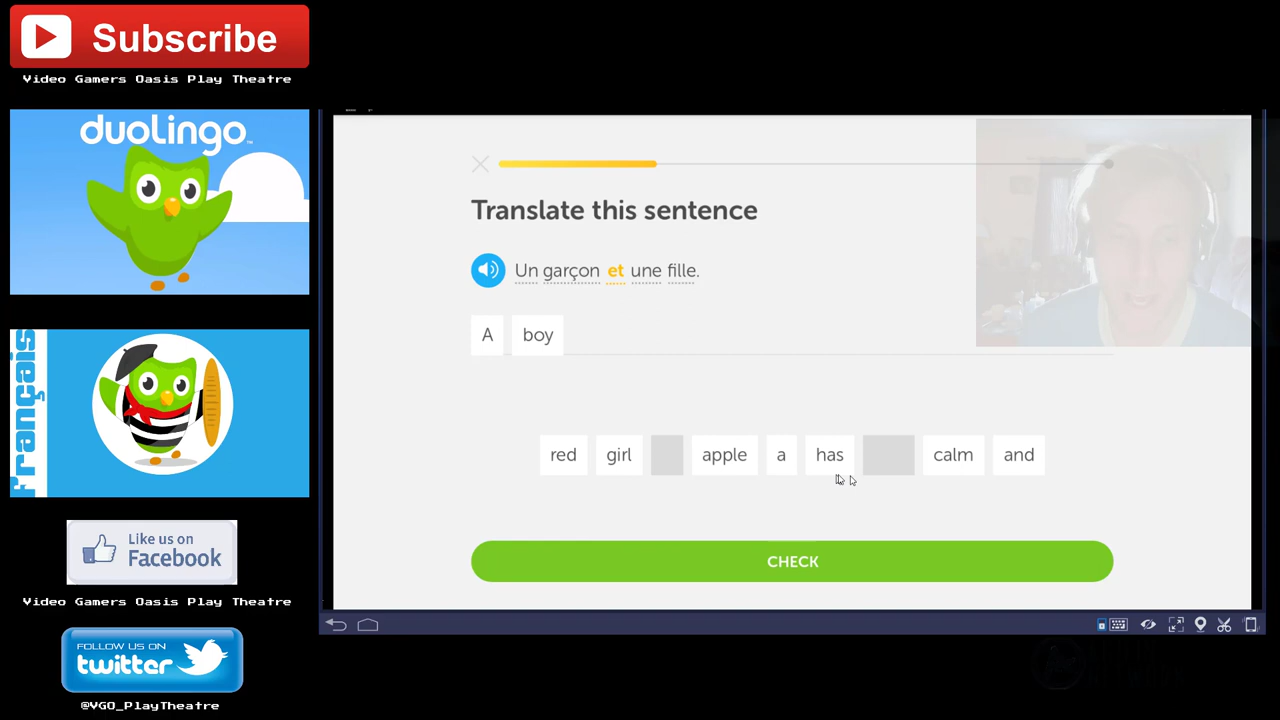 Subscribe
Video Gamers Oasis Play Theatre
duolingo
Français
Like us on
Facebook
Video Gamers Oasis Play Theatre
FOLLOW US ON
twitter
@VGO_PlayTheatre
Translate this sentence
Un garçon et une fille.
A boy
red girl apple a has calm and
CHECK